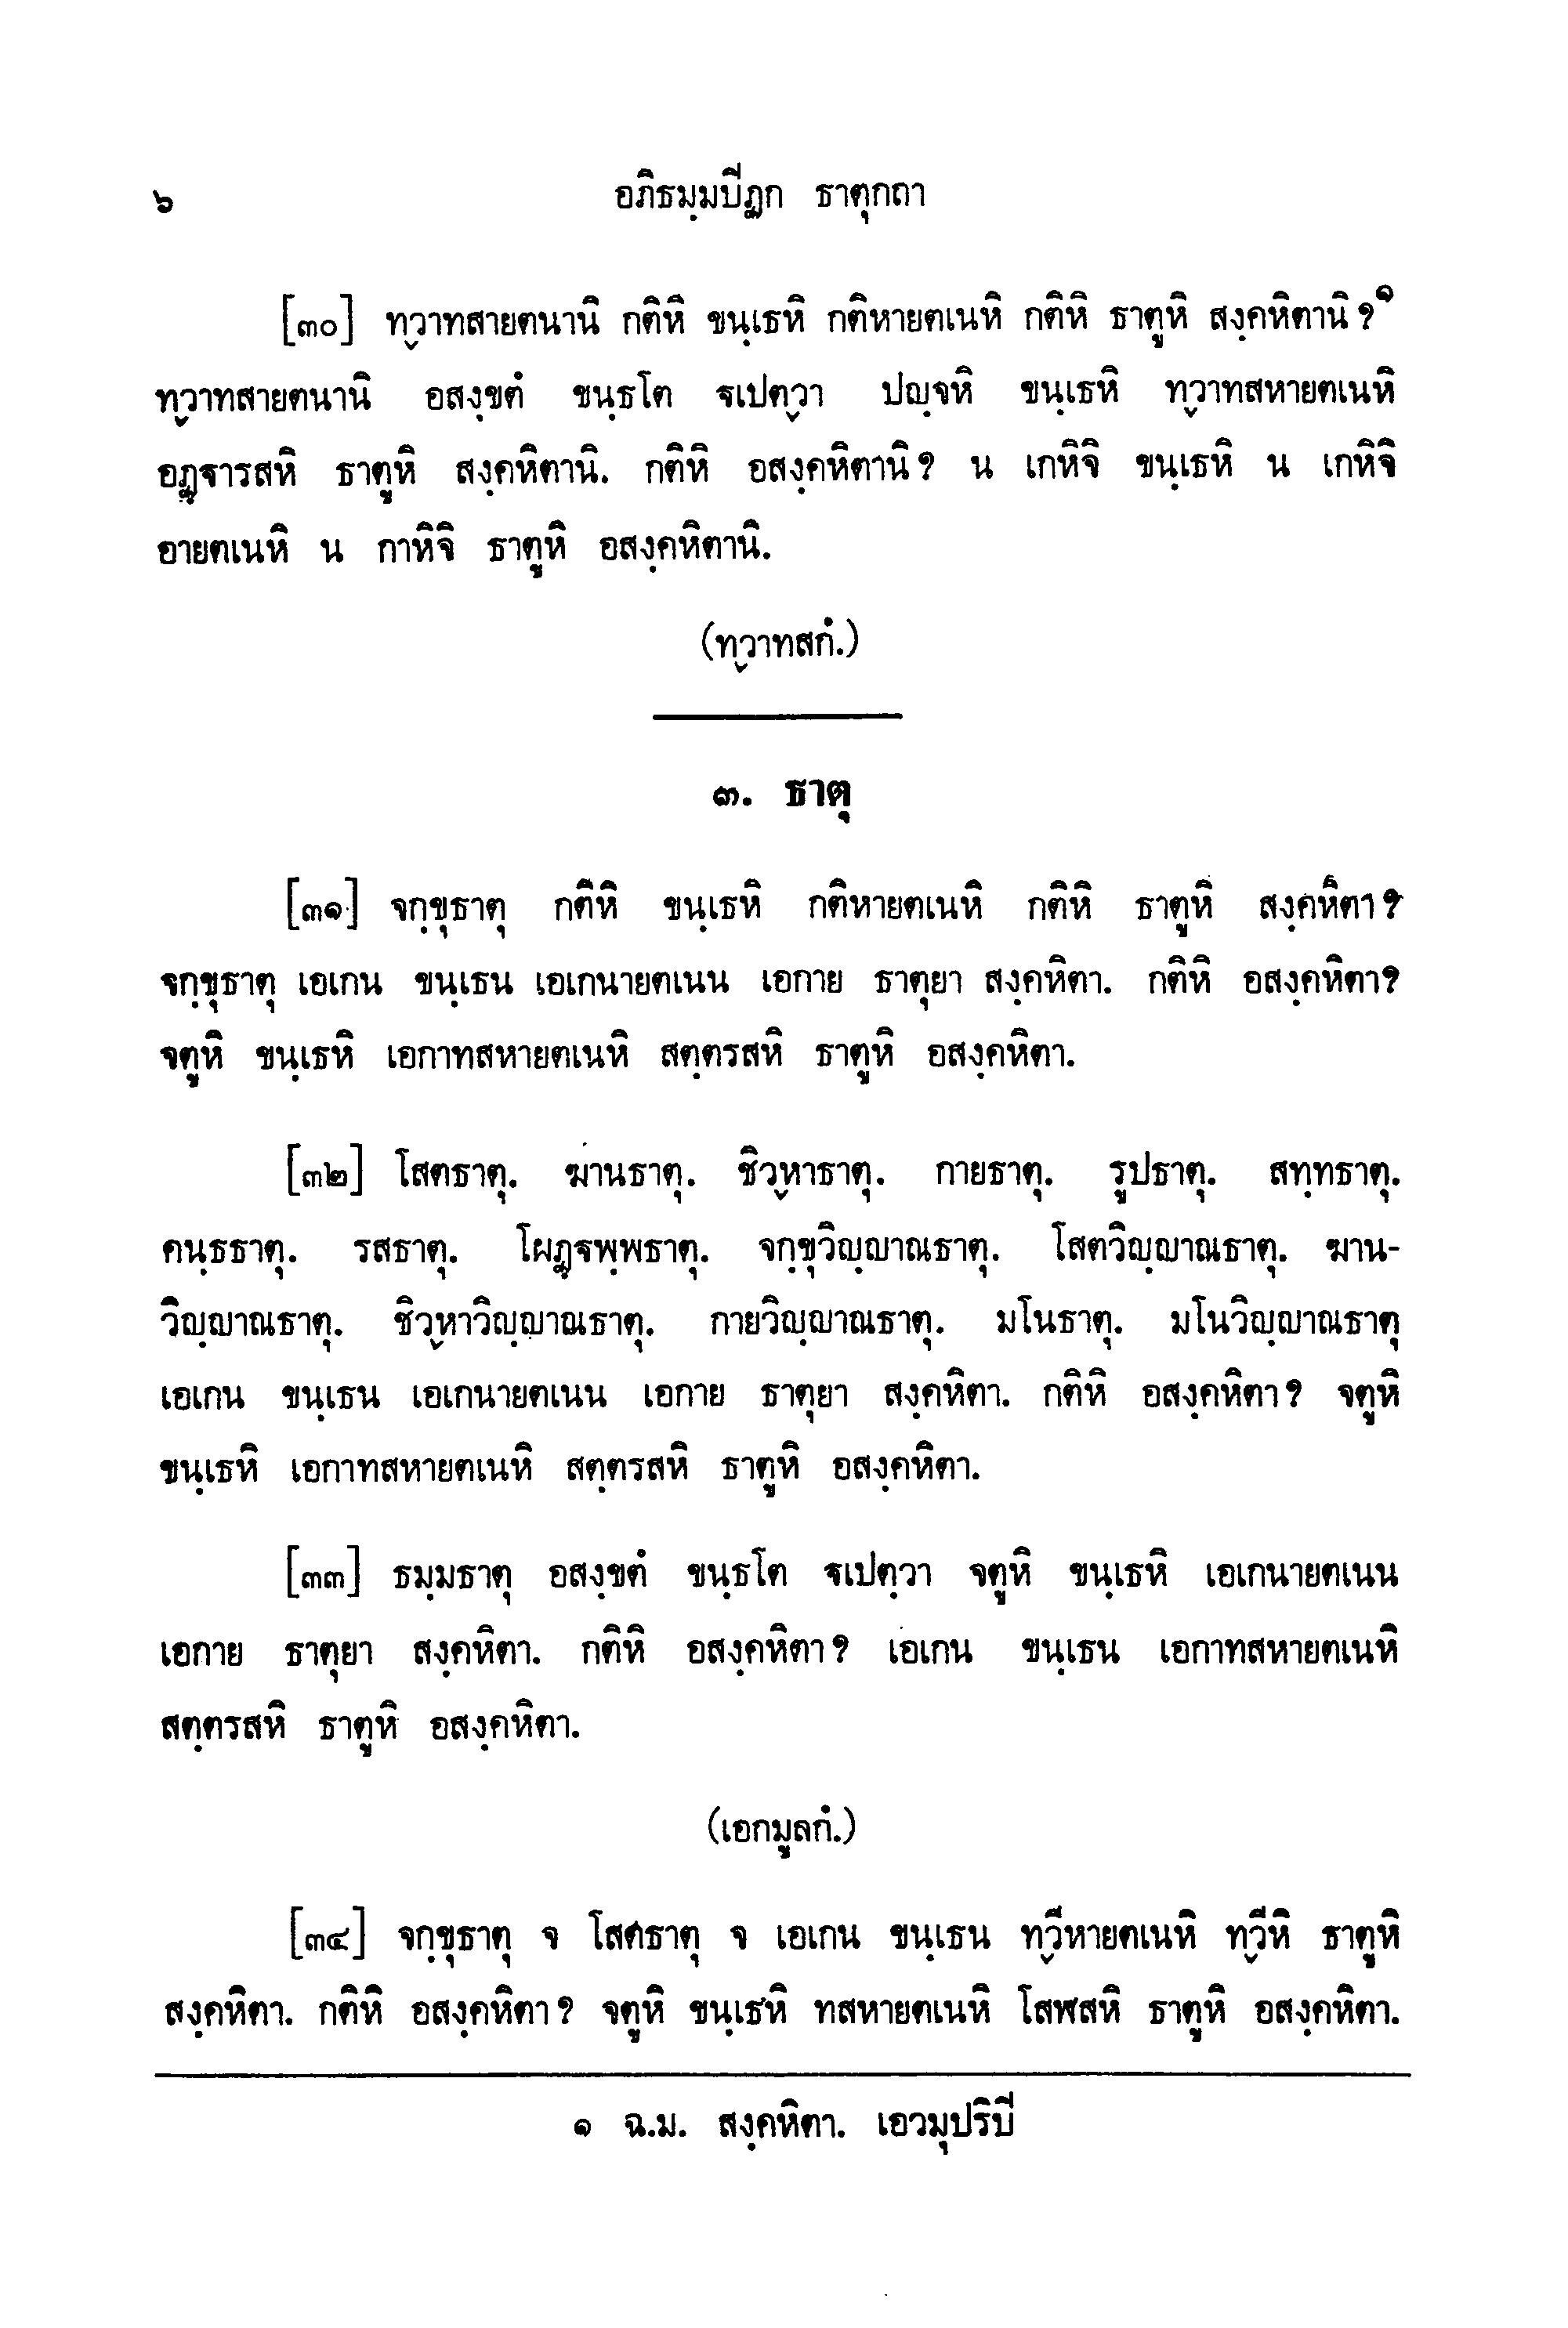 ๖ อภิธมฺมปิฏก ธาตุกถา
[๓๐] ทฺวาทสายตนานิ กติหิ ขนฺเธหิ กติหายตเนหิ กติหิ ธาตูหิ สงฺคหิตานิ?๑
ทฺวาทสายตนานิ อสงฺขตํ ขนฺธโต ฐเปตฺวา ปญฺจหิ ขนฺเธหิ ทฺวาทสหายตเนหิ
อฏฺฐารสหิ ธาตูหิ สงฺคหิตานิ. กติหิ อสงฺคหิตานิ? น เกหิจิ ขนฺเธหิ น เกหิจิ
อายตเนหิ น กาหิจิ ธาตูหิ อสงฺคหิตานิ.
(ทฺวาทสกํ.)
๓. ธาตุ
[๓๑] จกฺขุธาตุ กตีหิ ขนฺเธหิ กติหายตเนหิ กติหิ ธาตูหิ สงฺคหิตา?
จกฺขุธาตุ เอเกน ขนฺเธน เอเกนายตเนน เอกาย ธาตุยา สงฺคหิตา. กติหิ อสงฺคหิตา?
จตูหิ ขนฺเธหิ เอกาทสหายตเนหิ สตฺตรสหิ ธาตูหิ อสงฺคหิตา.
[๓๒] โสตธาตุ. ฆานธาตุ. ชิวฺหาธาตุ. กายธาตุ. รูปธาตุ. สทฺทธาตุ.
คนฺธธาตุ. รสธาตุ. โผฏฺฐพฺพธาตุ. จกฺขุวิญฺญาณธาตุ. โสตวิญฺญาณธาตุ. ฆาน-
วิญฺญาณธาตุ. ชิวฺหาวิญฺญาณธาตุ. กายวิญฺญาณธาตุ. มโนธาตุ. มโนวิญฺญาณธาตุ
เอเกน ขนฺเธน เอเกนายตเนน เอกาย ธาตุยา สงฺคหิตา. กติหิ อสงฺคหิตา? จตูหิ
ขนฺเธหิ เอกาทสหายตเนหิ สตฺตรสหิ ธาตูหิ อสงฺคหิตา.
[๓๓] ธมฺมธาตุ อสงฺขตํ ขนฺธโต ฐเปตฺวา จตูหิ ขนฺเธหิ เอเกนายตเนน
เอกาย ธาตุยา สงฺคหิตา. กติหิ อสงฺคหิตา? เอเกน ขนฺเธน เอกาทสหายตเนหิ
สตฺตรสหิ ธาตูหิ อสงฺคหิตา.
(เอกมูลกํ.)
[๓๔] จกฺขุธาตุ จ โสตธาตุ จ เอเกน ขนฺเธน ทฺวีหายตเนหิ ทฺวีหิ ธาตูหิ
สงฺคหิตา. กติหิ อสงฺคหิตา? จตูหิ ขนฺเธหิ ทสหายตเนหิ โสฬสหิ ธาตูหิ อสงฺคหิตา.
๑ ฉ.ม. สงฺคหิตา. เอวมุปริปิ